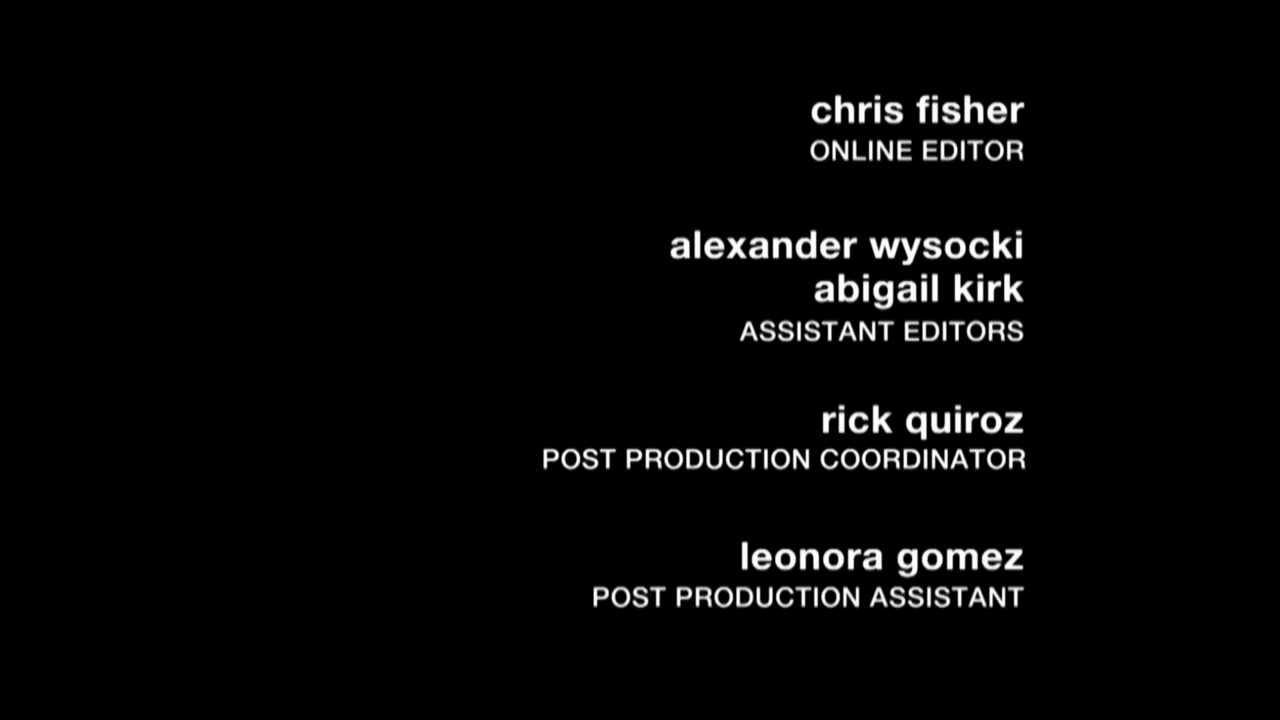 chris fisher
ONLINE EDITOR
alexander wysocki
abigail kirk
ASSISTANT EDITORS
rick quiroz
POST PRODUCTION COORDINATOR
leonora gomez
POST PRODUCTION ASSISTANT